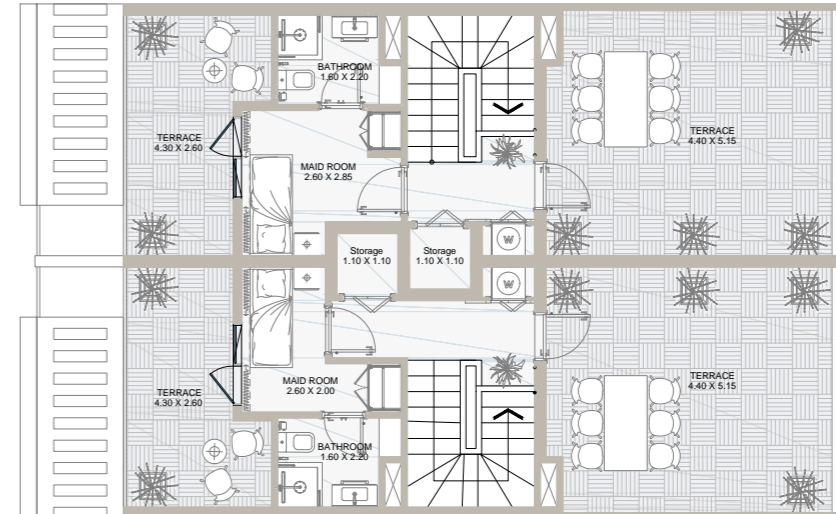 BATHROOM
1.60 X 2.20
TERRACE
4.30 X 2.60
MAID ROOM
2.60 X 2.85
TERRACE
4.40 X 5.15
Storage
1.10 X 1.10
Storage
1.10 X 1.10
W
W
MAID ROOM
2.60 X 2.00
TERRACE
4.30 X 2.60
TERRACE
4.40 X 5.15
BATHROOM
1.60 X 2.20